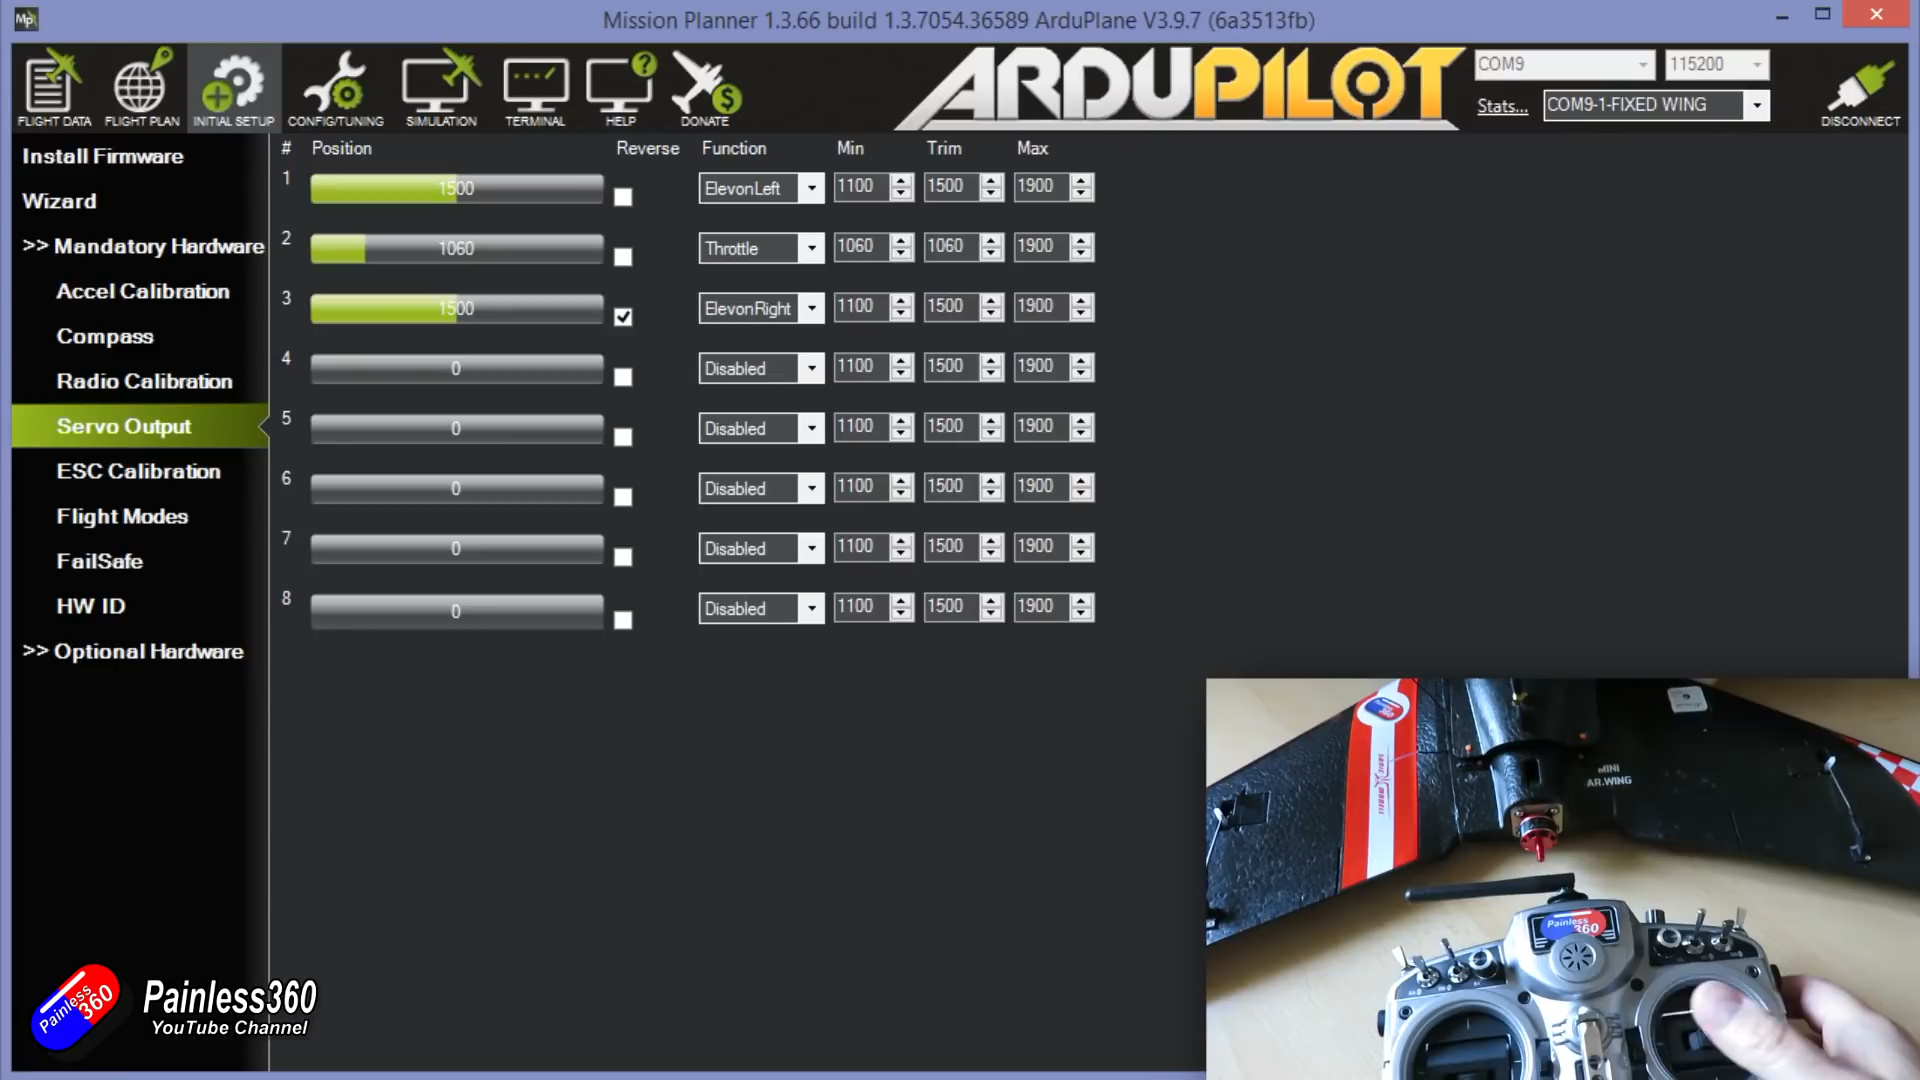 Mp
Mission Planner 1.3.66 build 1.3.7054.36589 ArduPlane V3.9.7 (6a3513fb)
FLIGHT DATA
FLIGHT PLAN
INITIAL SETUP
CONFIG/TUNING
SIMULATION
TERMINAL
HELP
DONATE
ARDUPILOT
COM9
115200
Stats...
COM9-1-FIXED WING
DISCONNECT
Install Firmware
Wizard
>> Mandatory Hardware
Accel Calibration
Compass
Radio Calibration
Servo Output
ESC Calibration
Flight Modes
FailSafe
HW ID
>> Optional Hardware
# Position Reverse Function Min Trim Max
1 1500 ElevonLeft 1100 1500 1900
2 1060 Throttle 1060 1060 1900
3 1500 ElevonRight 1100 1500 1900
4 0 Disabled 1100 1500 1900
5 0 Disabled 1100 1500 1900
6 0 Disabled 1100 1500 1900
7 0 Disabled 1100 1500 1900
8 0 Disabled 1100 1500 1900
MINI
AR.WING
Painless
360
Painless360
Painless360
YouTube Channel